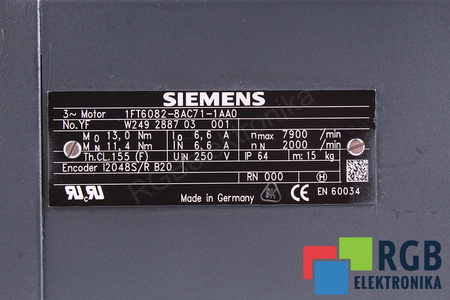 SIEMENS
3~ Motor 1FT6082-8AC71-1AA0
No.YF W249 2887 03 001
M0 13,0 Nm I0 6,6 A nmax 7900 /min
MN 11,4 Nm IN 6,6 A nN 2000 /min
Th.CL.155 (F) UIN 250 V IP 64 m: 15 kg
Encoder I2048S/R B20 RN 000 H
Made in Germany CE EN 60034
RGB
ELEKTRONIKA